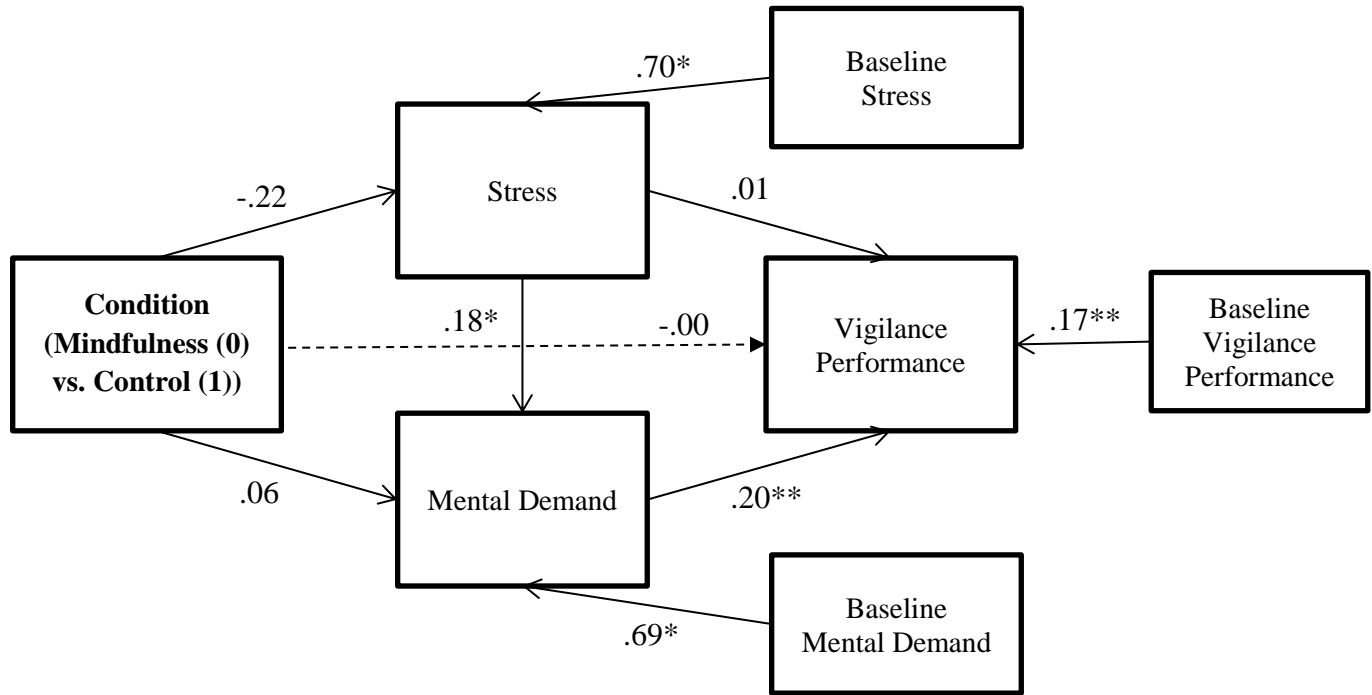 .70*
Baseline
Stress
-.22
Stress
.01
Condition
(Mindfulness (0)
vs. Control (1))
.18*
-.00
Vigilance
Performance
.17**
Baseline
Vigilance
Performance
.06
Mental Demand
.20**
.69*
Baseline
Mental Demand